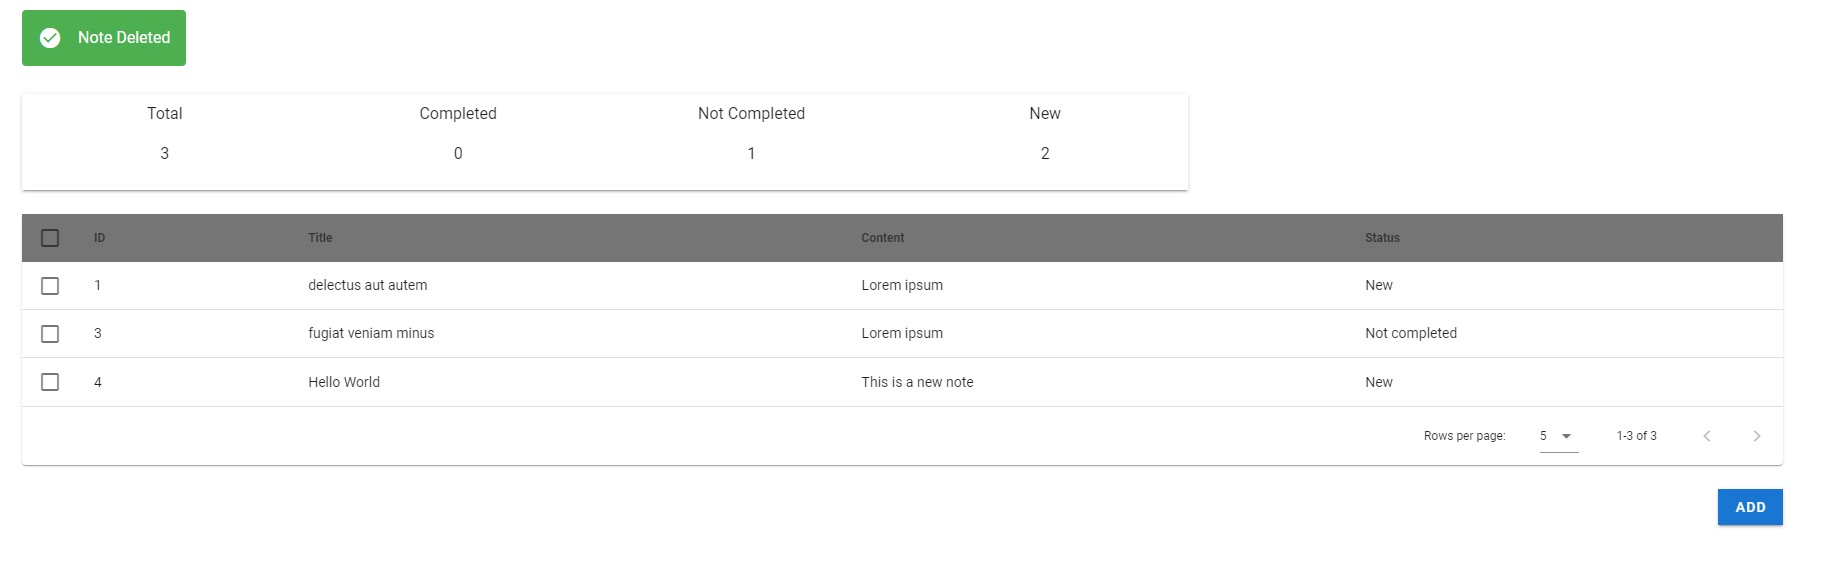 Note Deleted
Total Completed Not Completed New
3 0 1 2
ID Title Content Status
1 delectus aut autem Lorem ipsum New
3 fugiat veniam minus Lorem ipsum Not completed
4 Hello World This is a new note New
Rows per page: 5 1-3 of 3
ADD